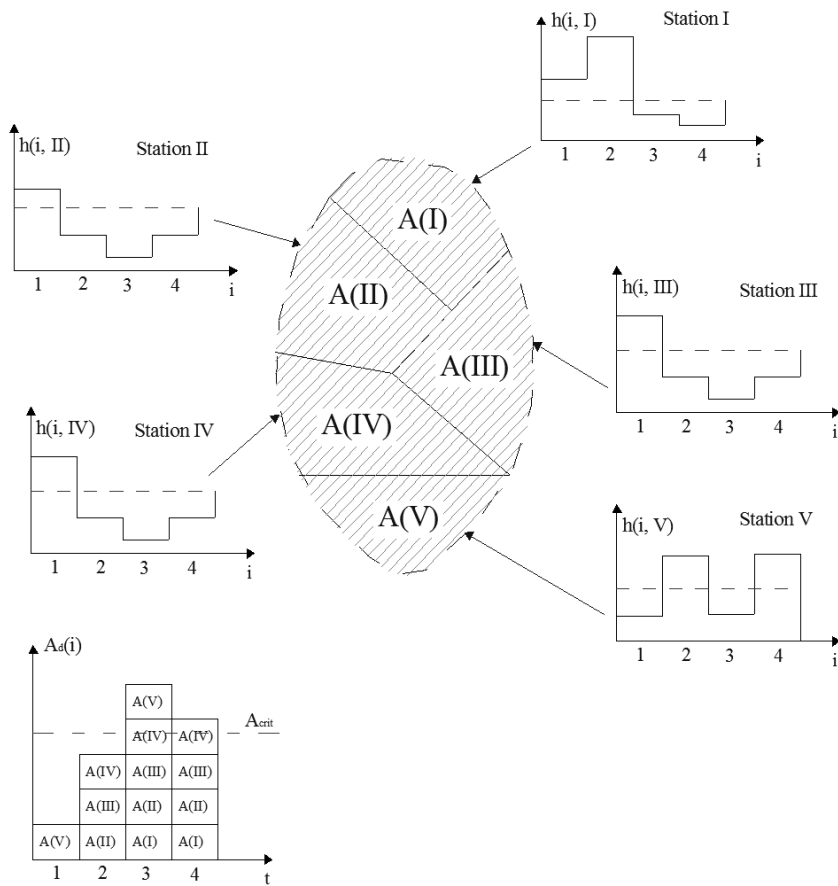 h(i, I) Station I
1 2 3 4 i
h(i, II) Station II
1 2 3 4 i
A(I)
A(II)
A(III)
A(IV)
A(V)
h(i, III) Station III
1 2 3 4 i
h(i, IV) Station IV
1 2 3 4 i
h(i, V) Station V
1 2 3 4 i
Ad(i)
Acrit
A(V)
A(IV) A(IV)
A(IV) A(III) A(III)
A(III) A(II) A(II)
A(V) A(II) A(I) A(I)
1 2 3 4 t